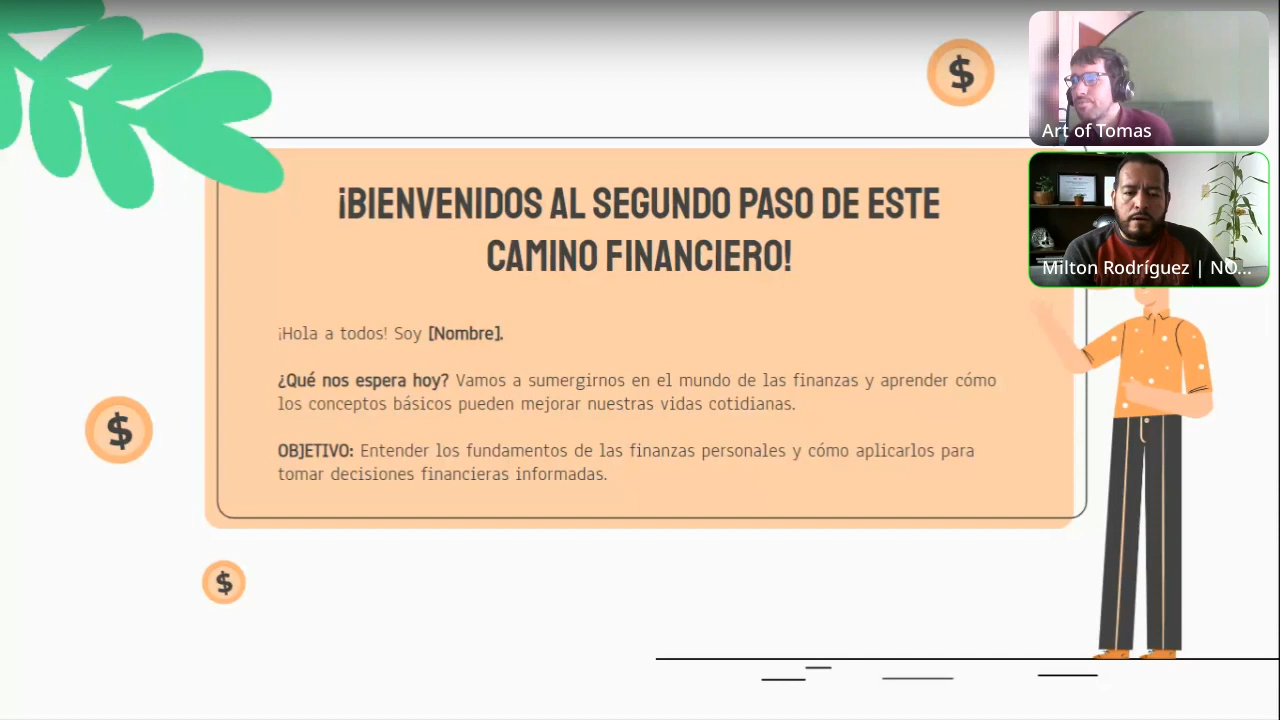 $
Art of Tomas
¡BIENVENIDOS AL SEGUNDO PASO DE ESTE
CAMINO FINANCIERO!
Milton Rodríguez | NO...
¡Hola a todos! Soy [Nombre].
¿Qué nos espera hoy? Vamos a sumergirnos en el mundo de las finanzas y aprender cómo
los conceptos básicos pueden mejorar nuestras vidas cotidianas.
$
OBJETIVO: Entender los fundamentos de las finanzas personales y cómo aplicarlos para
tomar decisiones financieras informadas.
$